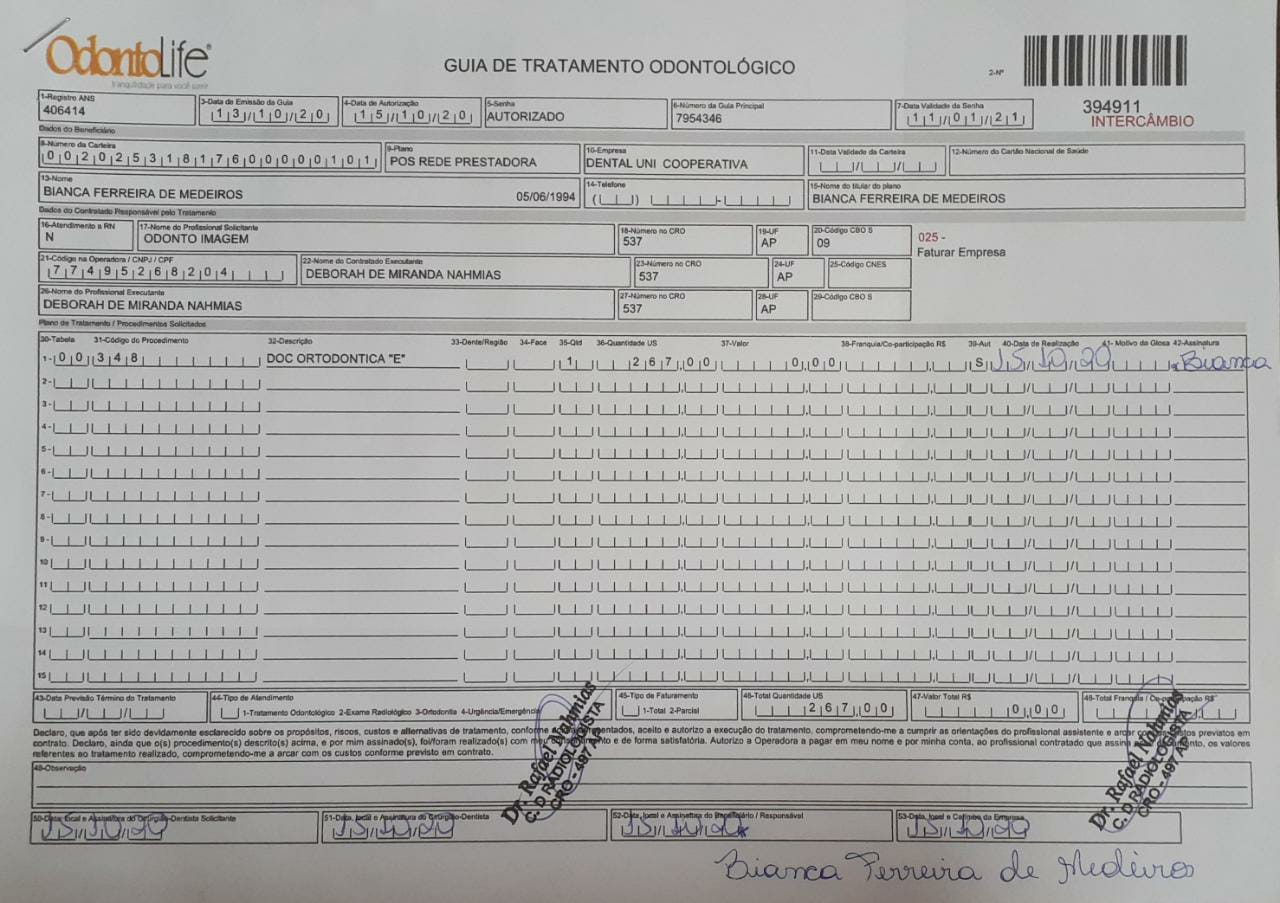 OdontoLife®
tranquilidade para você sorrir
GUIA DE TRATAMENTO ODONTOLÓGICO
2-Nº
394911
INTERCÂMBIO
1-Registro ANS
406414
3-Data de Emissão da Guia
13/10/20
4-Data de Autorização
15/10/20
5-Senha
AUTORIZADO
6-Número da Guia Principal
7954346
7-Data Validade da Senha
11/01/21
Dados do Beneficiário
8-Número da Carteira
00202531817600000101
9-Plano
POS REDE PRESTADORA
10-Empresa
DENTAL UNI COOPERATIVA
11-Data Validade da Carteira
12-Número do Cartão Nacional de Saúde
13-Nome
BIANCA FERREIRA DE MEDEIROS 05/06/1994
14-Telefone
15-Nome do titular do plano
BIANCA FERREIRA DE MEDEIROS
Dados do Contratado Responsável pelo Tratamento
16-Atendimento a RN
N
17-Nome do Profissional Solicitante
ODONTO IMAGEM
18-Número no CRO
537
19-UF
AP
20-Código CBO S
09
025 -
Faturar Empresa
21-Código na Operadora / CNPJ / CPF
77495268204
22-Nome do Contratado Executante
DEBORAH DE MIRANDA NAHMIAS
23-Número no CRO
537
24-UF
AP
25-Código CNES
26-Nome do Profissional Executante
DEBORAH DE MIRANDA NAHMIAS
27-Número no CRO
537
28-UF
AP
29-Código CBO S
Plano de Tratamento / Procedimentos Solicitados
30-Tabela 31-Código do Procedimento 32-Descrição 33-Dente/Região 34-Face 35-Qtd 36-Quantidade US 37-Valor 38-Franquia/Co-participação R$ 39-Aut 40-Data de Realização 41- Motivo da Glosa 42-Assinatura
1- 00348 DOC ORTODONTICA "E" 1 267,00 0,00 S 15/10/20 Bianca
2-
3-
4-
5-
6-
7-
8-
9-
10
11
12
13
14
15
43-Data Previsão Término do Tratamento
44-Tipo de Atendimento
1-Tratamento Odontológico 2-Exame Radiológico 3-Ortodontia 4-Urgência/Emergência
45-Tipo de Faturamento
1-Total 2-Parcial
46-Total Quantidade US
267,00
47-Valor Total R$
0,00
48-Total Franquia / Co-participação R$
Declaro, que após ter sido devidamente esclarecido sobre os propósitos, riscos, custos e alternativas de tratamento, conforme acima apresentados, aceito e autorizo a execução do tratamento, comprometendo-me a cumprir as orientações do profissional assistente e arcar com os custos previstos em
contrato. Declaro, ainda que o(s) procedimento(s) descrito(s) acima, e por mim assinado(s), foi/foram realizado(s) com meu consentimento e de forma satisfatória. Autorizo a Operadora a pagar em meu nome e por minha conta, ao profissional contratado que assina documento, os valores
referentes ao tratamento realizado, comprometendo-me a arcar com os custos conforme previsto em contrato.
49-Observação
Dr. Rafael Nahmias
C.D RADIOLOGISTA
CRO - 497 AP
Dr. Rafael Nahmias
C.D RADIOLOGISTA
CRO - 497 AP
50-Data, local e Assinatura do Cirurgião-Dentista Solicitante
15/10/20
51-Data, local e Assinatura do Cirurgião-Dentista
15/10/20
52-Data, local e Assinatura do Beneficiário / Responsável
15/10/20
53-Data, local e Carimbo da Empresa
15/10/20
Bianca Ferreira de Medeiros